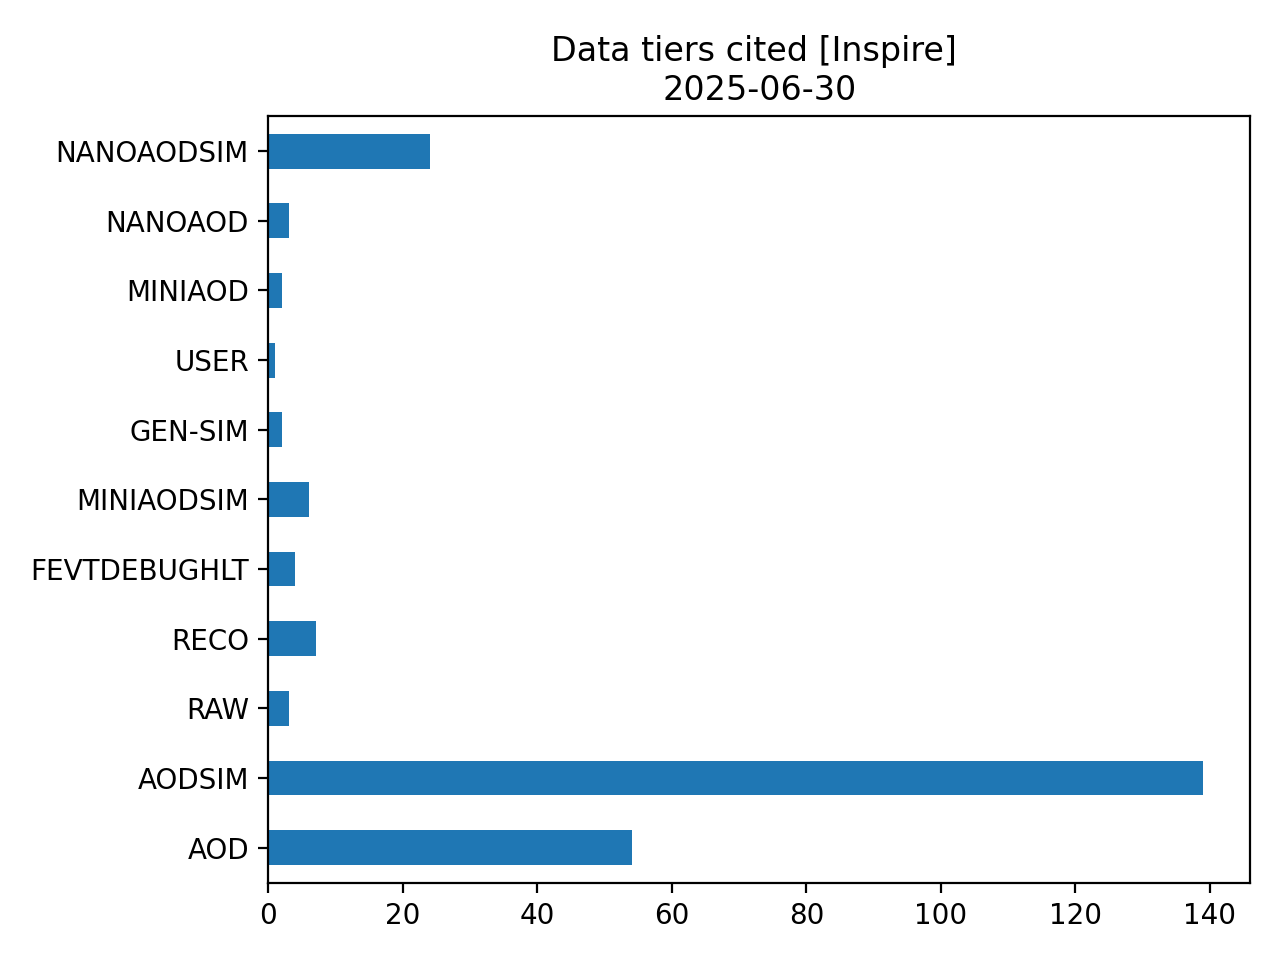 Data tiers cited [Inspire]
2025-06-30
NANOAODSIM
NANOAOD
MINIAOD
USER
GEN-SIM
MINIAODSIM
FEVTDEBUGHLT
RECO
RAW
AODSIM
AOD
0 20 40 60 80 100 120 140